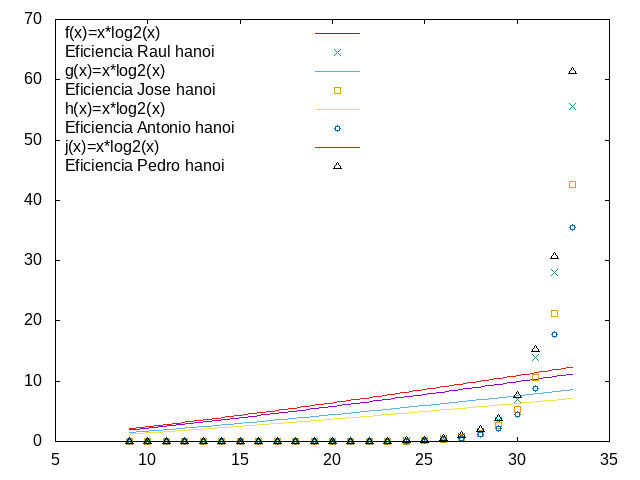 70
60
50
40
30
20
10
0
f(x)=x*log2(x)
Eficiencia Raul hanoi
g(x)=x*log2(x)
Eficiencia Jose hanoi
h(x)=x*log2(x)
Eficiencia Antonio hanoi
j(x)=x*log2(x)
Eficiencia Pedro hanoi
5 10 15 20 25 30 35